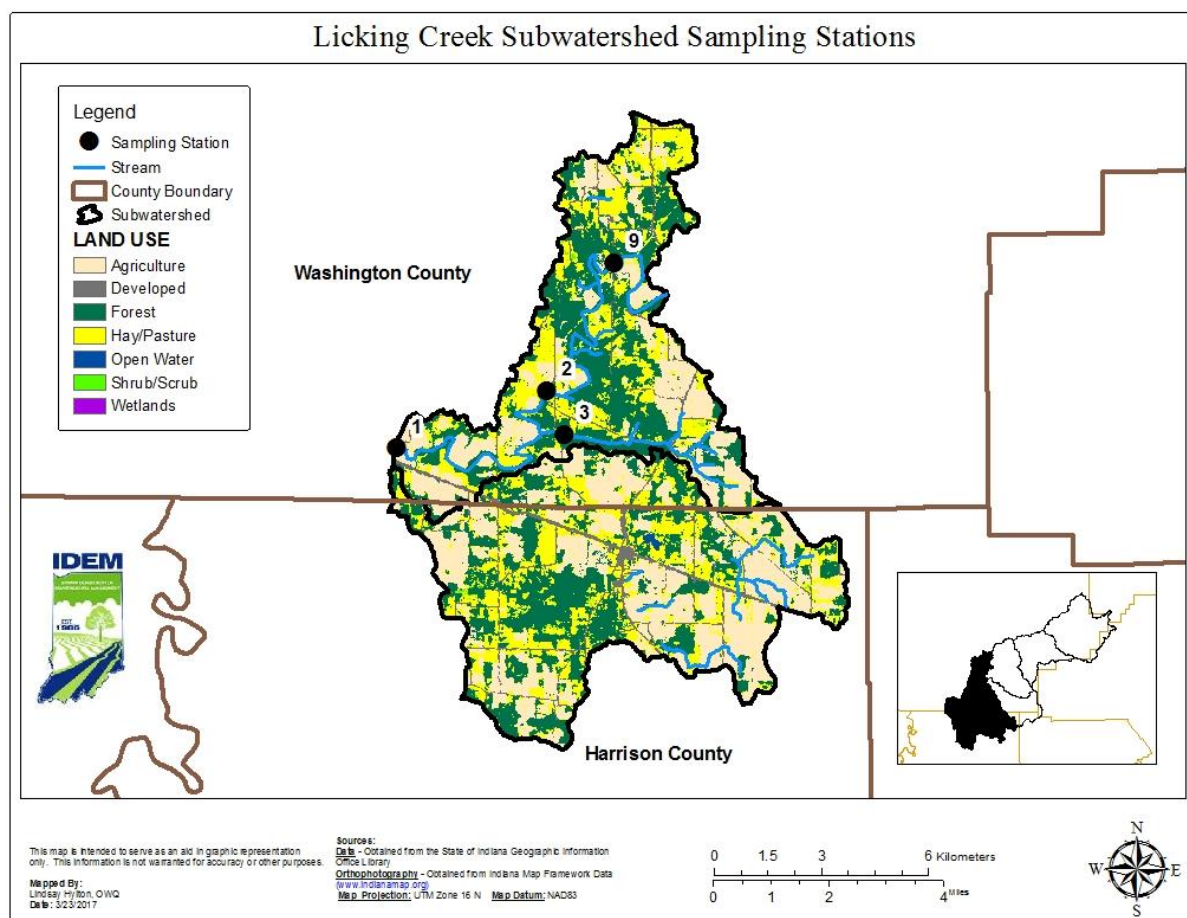 Licking Creek Subwatershed Sampling Stations
Legend
Sampling Station
Stream
County Boundary
Subwatershed
LAND USE
Agriculture
Developed
Forest
Hay/Pasture
Open Water
Shrub/Scrub
Wetlands
9
Washington County
2
3
1
IDEM
EST.
1986
Harrison County
This map is intended to serve as an aid in graphic representation
only. This information is not warranted for accuracy or other purposes.
Mapped By:
Lindsay Hylton, OWQ
Date: 3/23/2017
Sources:
Data - Obtained from the State of Indiana Geographic Information
Office Library
Orthophotography - Obtained from Indiana Map Framework Data
(www.indianamap.org)
Map Projection: UTM Zone 16 N Map Datum: NAD83
0 1.5 3 6 Kilometers
0 1 2 4 Miles
N
W E
S